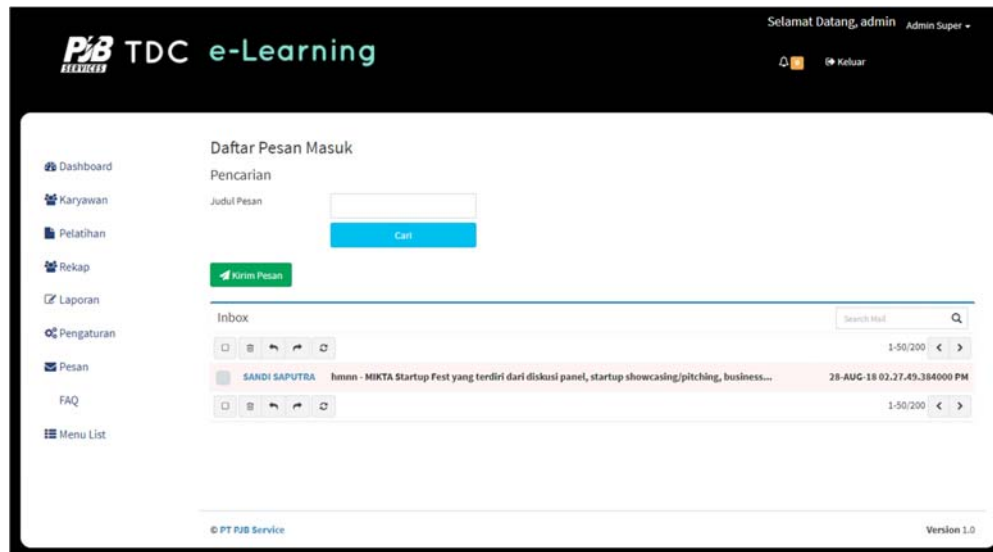 Selamat Datang, admin Admin Super
PJB SERVICES TDC e-Learning
Keluar
Daftar Pesan Masuk
Dashboard
Pencarian
Karyawan
Judul Pesan
Pelatihan
Cari
Rekap
Kirim Pesan
Laporan
Inbox Search Mail
Pengaturan
1-50/200
Pesan
SANDI SAPUTRA hmnn - MIKTA Startup Fest yang terdiri dari diskusi panel, startup showcasing/pitching, business... 28-AUG-18 02.27.49.384000 PM
FAQ
1-50/200
Menu List
© PT PJB Service Version 1.0